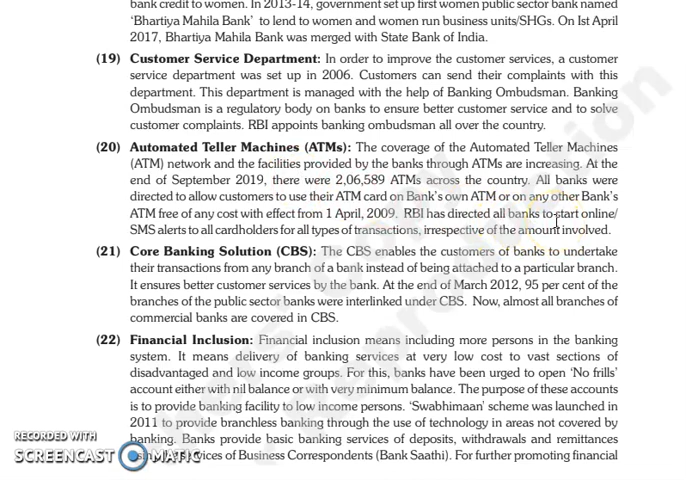 bank credit to women. In 2013-14, government set up first women public sector bank named
'Bhartiya Mahila Bank' to lend to women and women run business units/SHGs. On Ist April
2017, Bhartiya Mahila Bank was merged with State Bank of India.
(19) Customer Service Department: In order to improve the customer services, a customer
service department was set up in 2006. Customers can send their complaints with this
department. This department is managed with the help of Banking Ombudsman. Banking
Ombudsman is a regulatory body on banks to ensure better customer service and to solve
customer complaints. RBI appoints banking ombudsman all over the country.
(20) Automated Teller Machines (ATMs): The coverage of the Automated Teller Machines
(ATM) network and the facilities provided by the banks through ATMs are increasing. At the
end of September 2019, there were 2,06,589 ATMs across the country. All banks were
directed to allow customers to use their ATM card on Bank's own ATM or on any other Bank's
ATM free of any cost with effect from 1 April, 2009. RBI has directed all banks to start online/
SMS alerts to all cardholders for all types of transactions, irrespective of the amount involved.
(21) Core Banking Solution (CBS): The CBS enables the customers of banks to undertake
their transactions from any branch of a bank instead of being attached to a particular branch.
It ensures better customer services by the bank. At the end of March 2012, 95 per cent of the
branches of the public sector banks were interlinked under CBS. Now, almost all branches of
commercial banks are covered in CBS.
(22) Financial Inclusion: Financial inclusion means including more persons in the banking
system. It means delivery of banking services at very low cost to vast sections of
disadvantaged and low income groups. For this, banks have been urged to open 'No frills'
account either with nil balance or with very minimum balance. The purpose of these accounts
is to provide banking facility to low income persons. 'Swabhimaan' scheme was launched in
2011 to provide branchless banking through the use of technology in areas not covered by
banking. Banks provide basic banking services of deposits, withdrawals and remittances
of Business Correspondents (Bank Saathi). For further promoting financial
RECORDED WITH
SCREENCAST MATIC